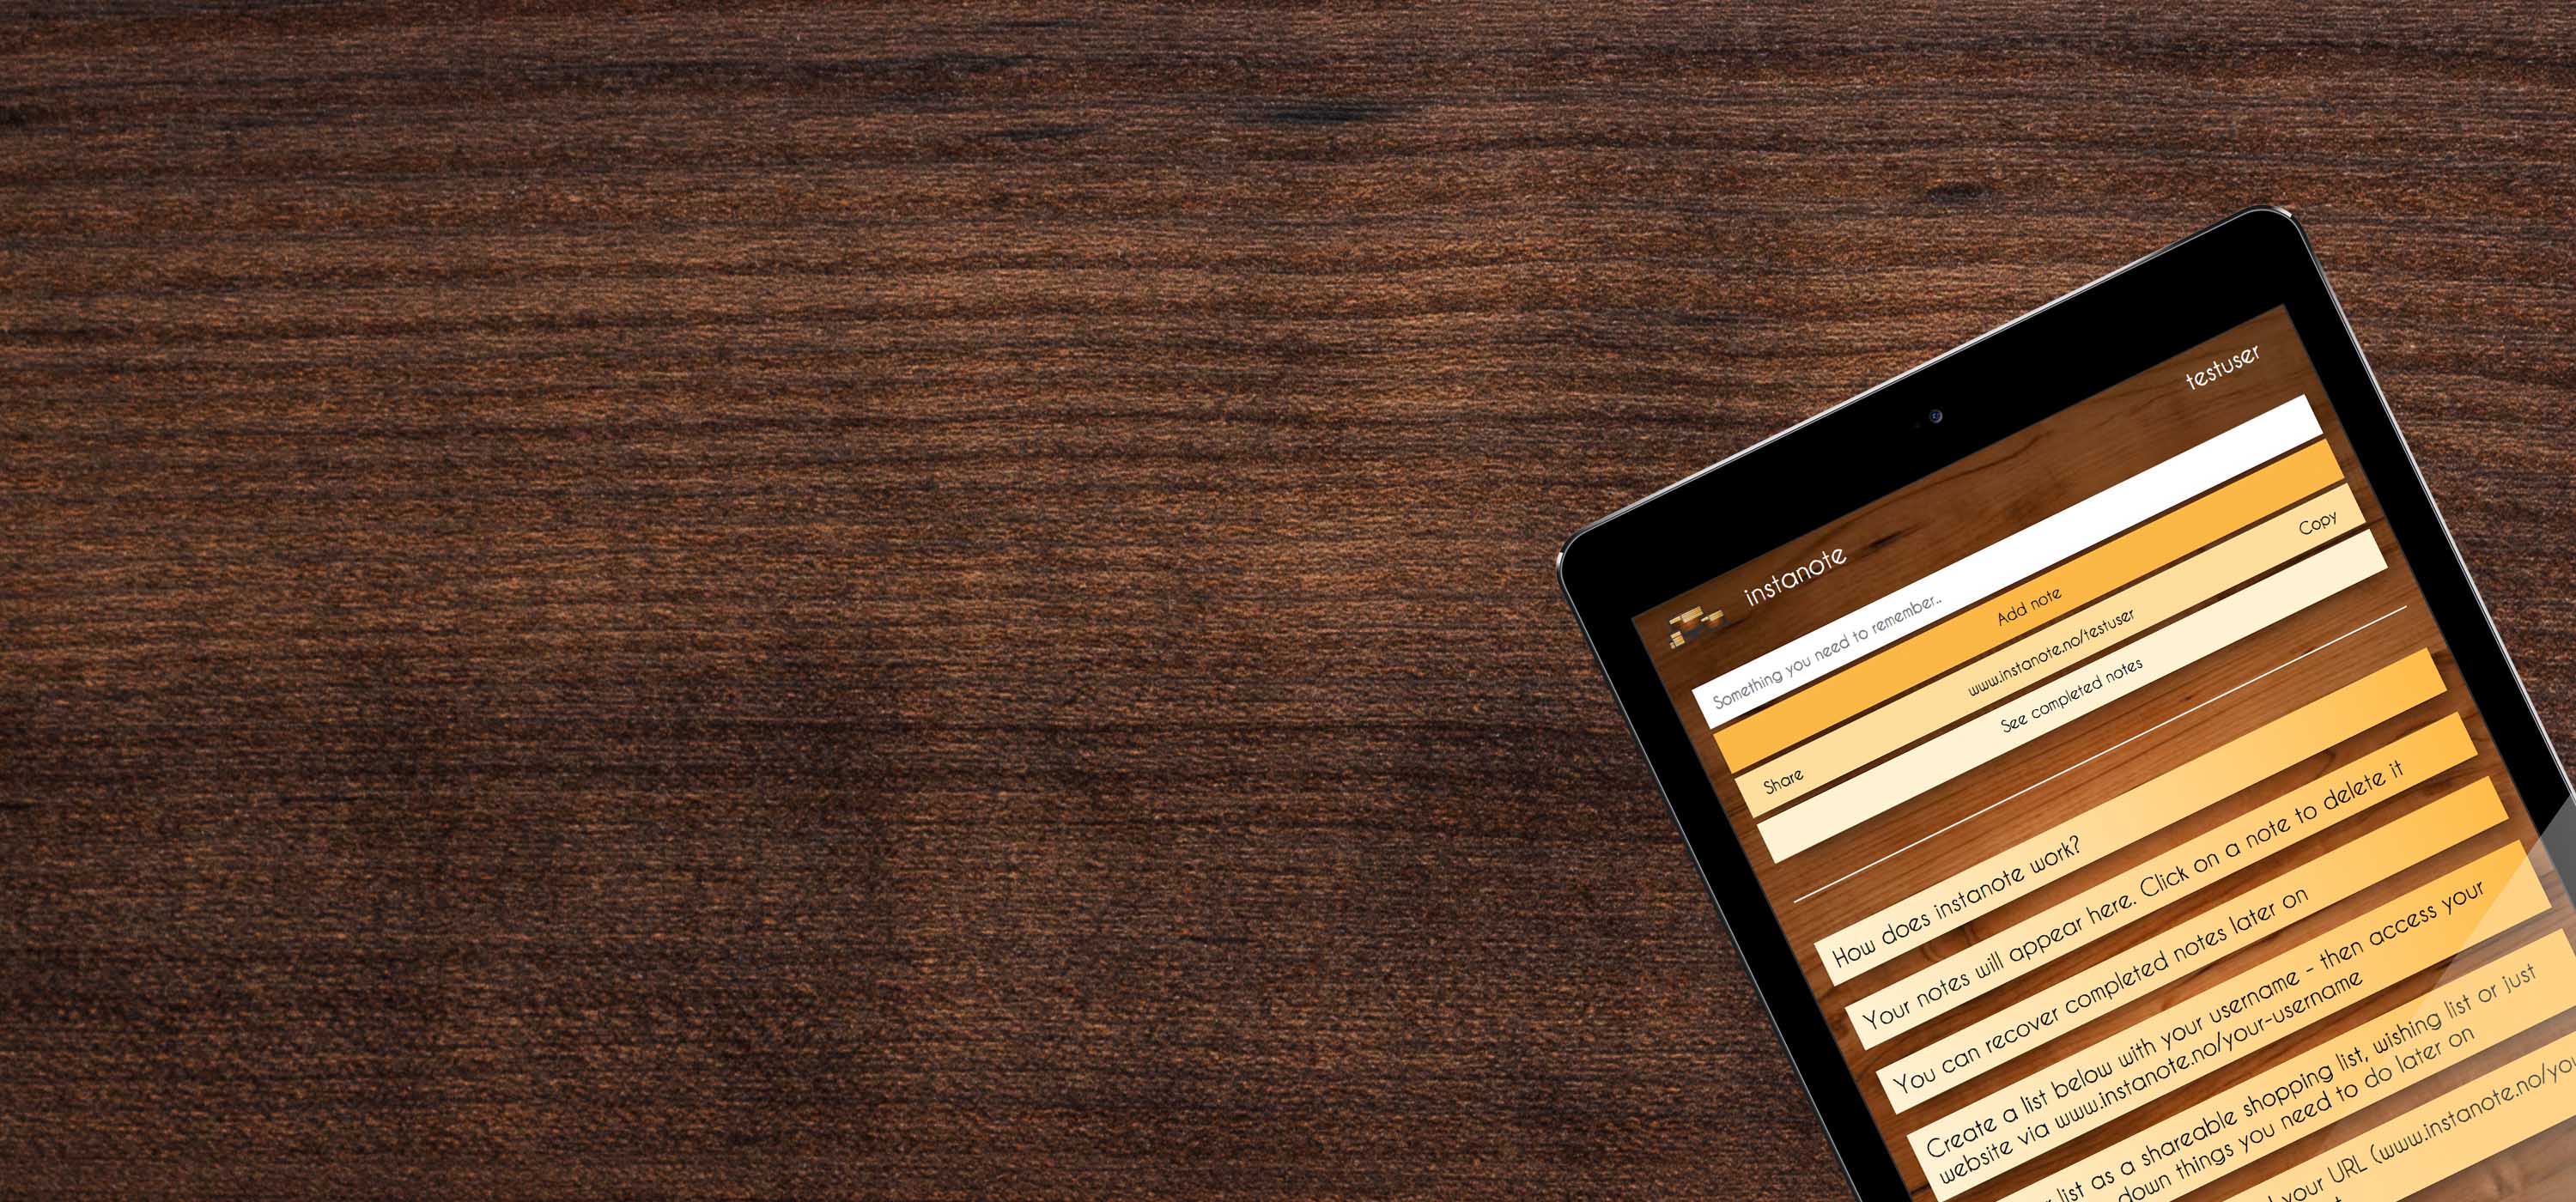 instanote
testuser
Something you need to remember..
Add note
Share www.instanote.no/testuser Copy
See completed notes
How does instanote work?
Your notes will appear here. Click on a note to delete it
You can recover completed notes later on
Create a list below with your username - then access your
website via www.instanote.no/your-username
list as a shareable shopping list, wishing list or just
down things you need to do later on
your URL (www.instanote.no/you